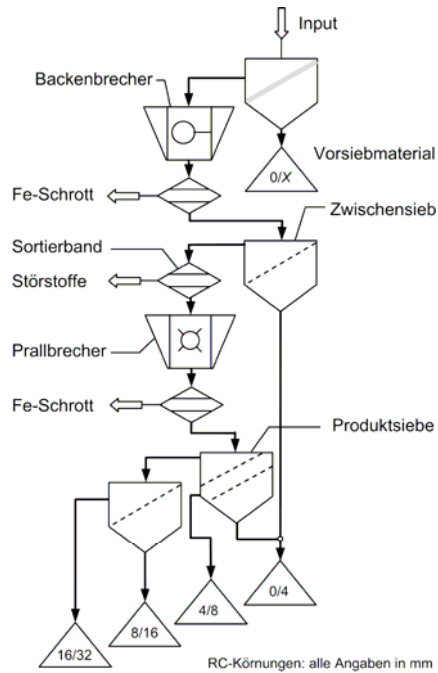 Input
Backenbrecher
Vorsiebmaterial
0/X
Fe-Schrott
Zwischensieb
Sortierband
Störstoffe
Prallbrecher
Fe-Schrott
Produktsiebe
0/4
4/8
8/16
16/32
RC-Körnungen: alle Angaben in mm